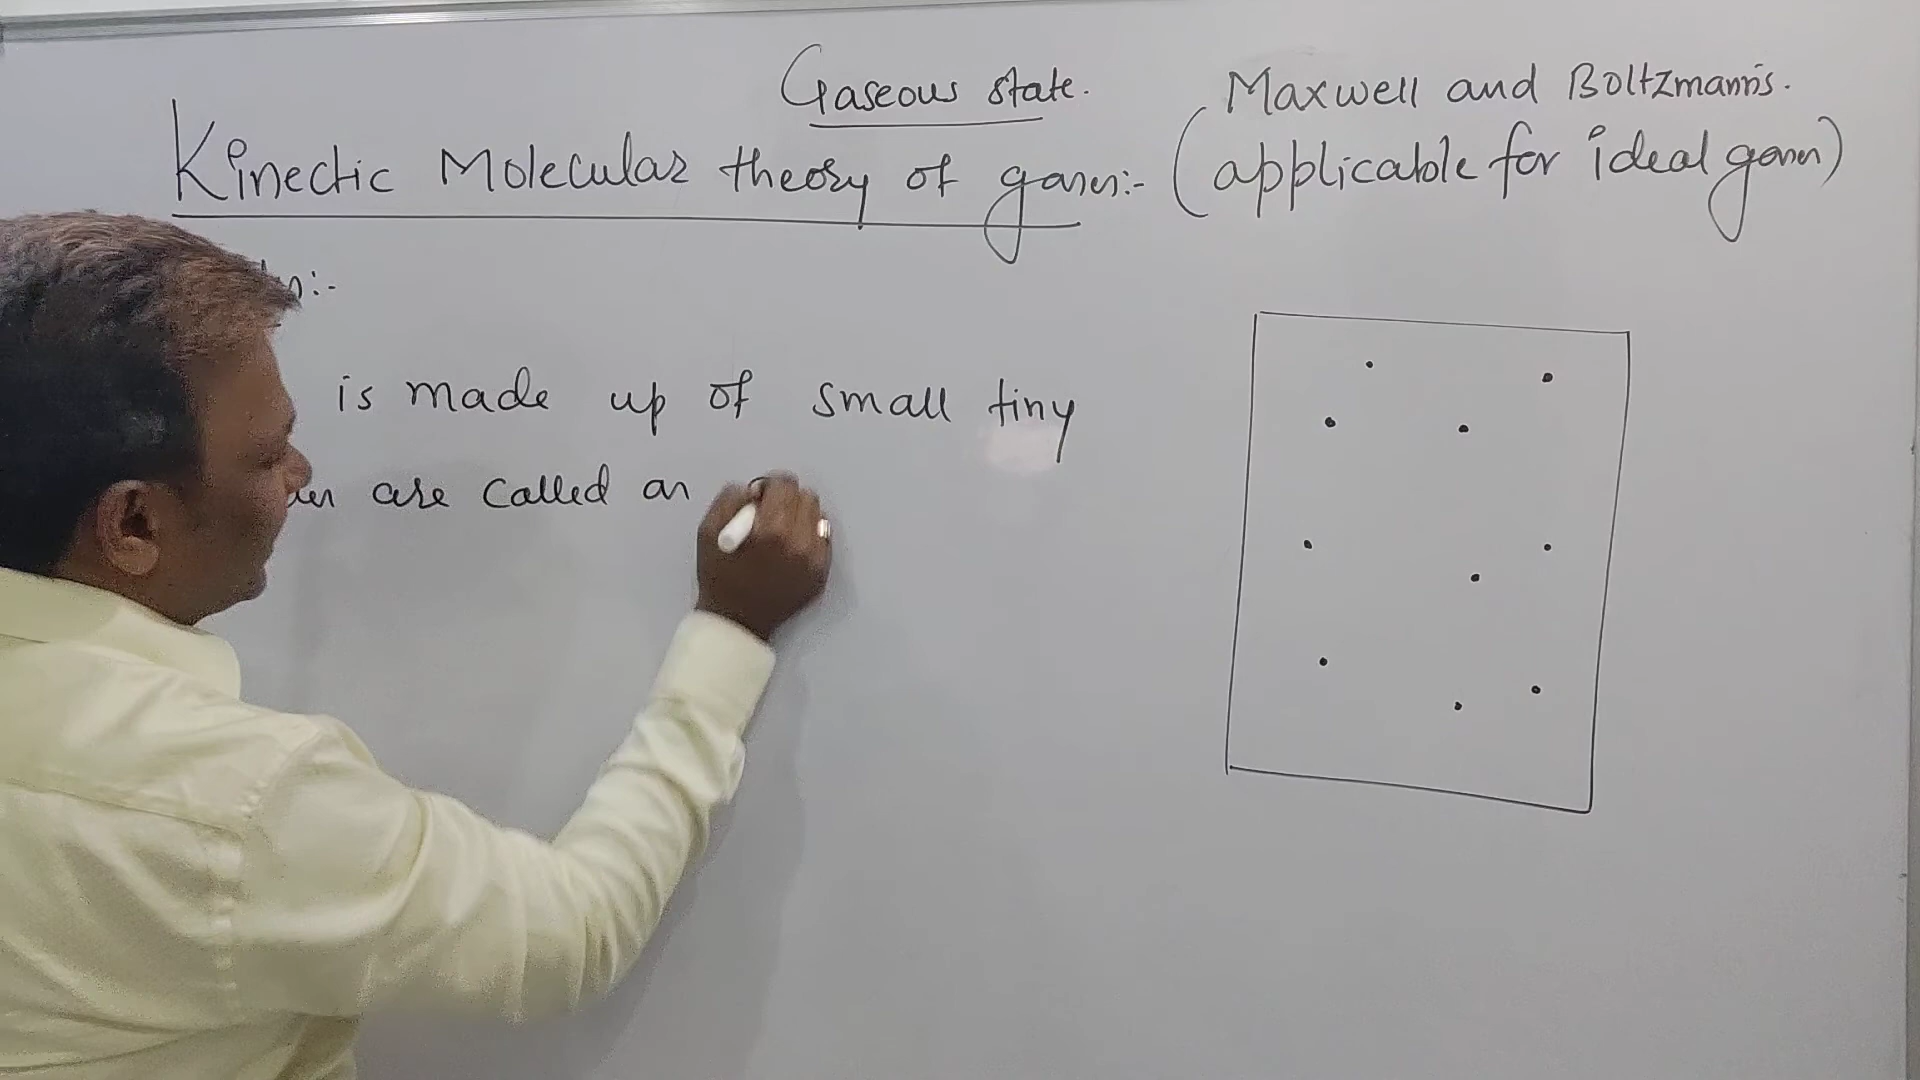 Gaseous state.
Maxwell and Boltzmann's.
Kinectic Molecular theory of gases:- (applicable for ideal gases)
is made up of small tiny
are called as